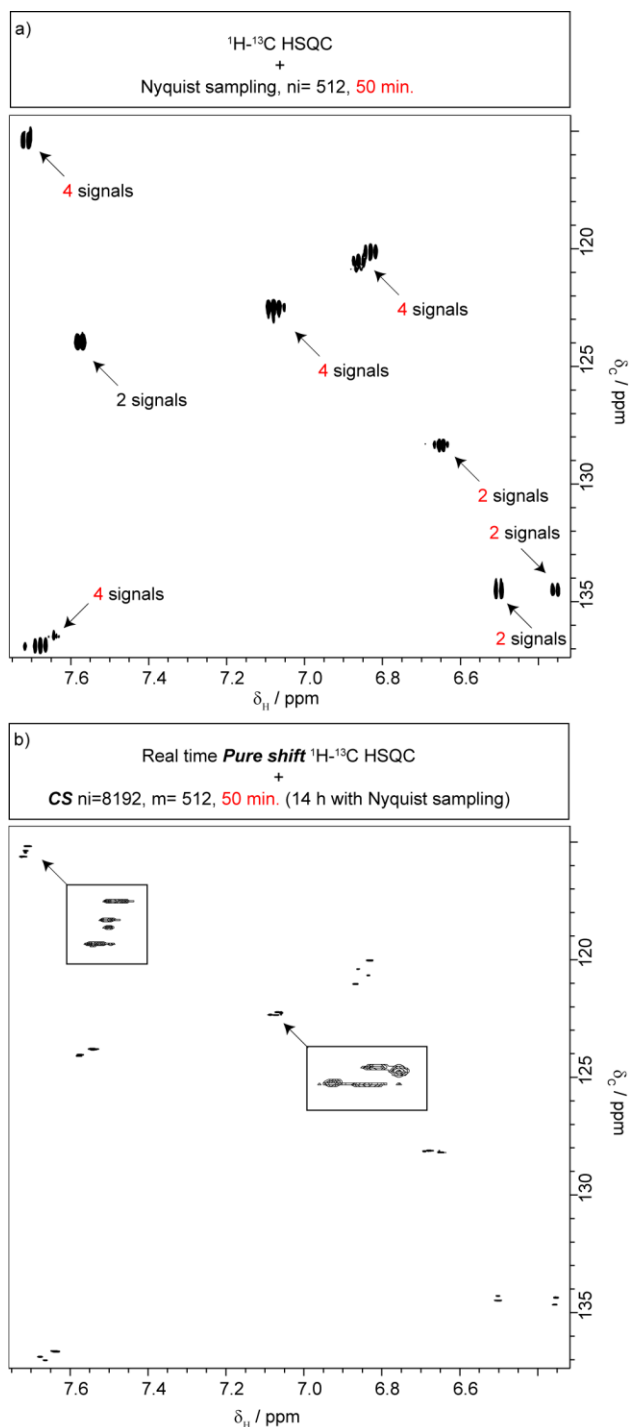 a)
¹H-¹³C HSQC
+
Nyquist sampling, ni= 512, 50 min.
4 signals
120
4 signals
4 signals
125
2 signals
δC / ppm
2 signals
130
2 signals
4 signals
135
2 signals
7.6 7.4 7.2 7.0 6.8 6.6
δH / ppm
b)
Real time Pure shift ¹H-¹³C HSQC
+
CS ni=8192, m= 512, 50 min. (14 h with Nyquist sampling)
120
125
δC / ppm
130
135
7.6 7.4 7.2 7.0 6.8 6.6
δH / ppm